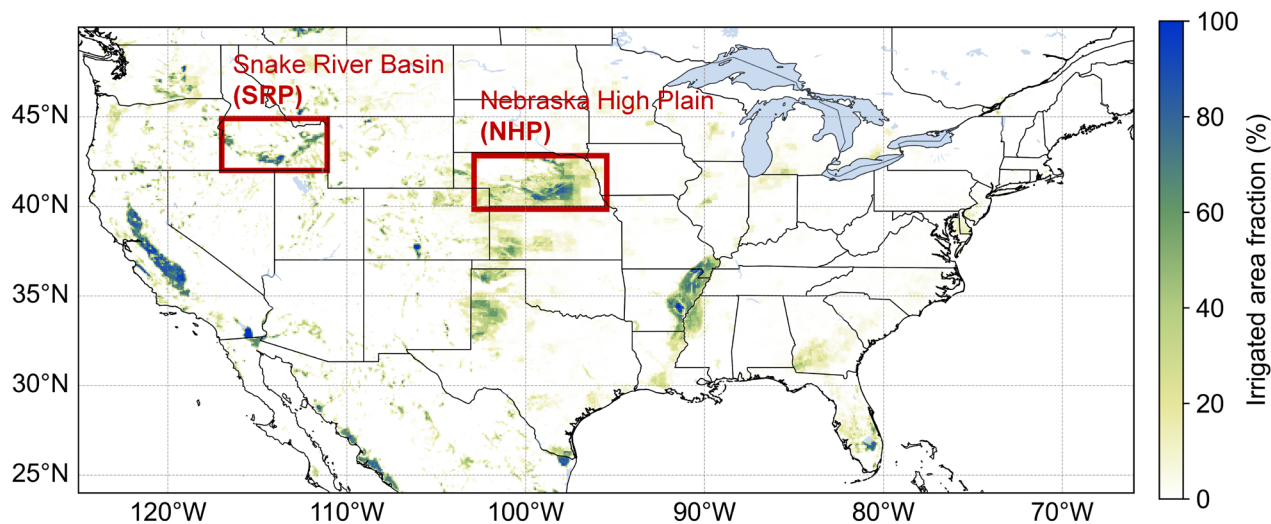 Snake River Basin
(SRP)
Nebraska High Plain
(NHP)
45°N
40°N
35°N
30°N
25°N
120°W
110°W
100°W
90°W
80°W
70°W
100
80
60
40
20
0
Irrigated area fraction (%)